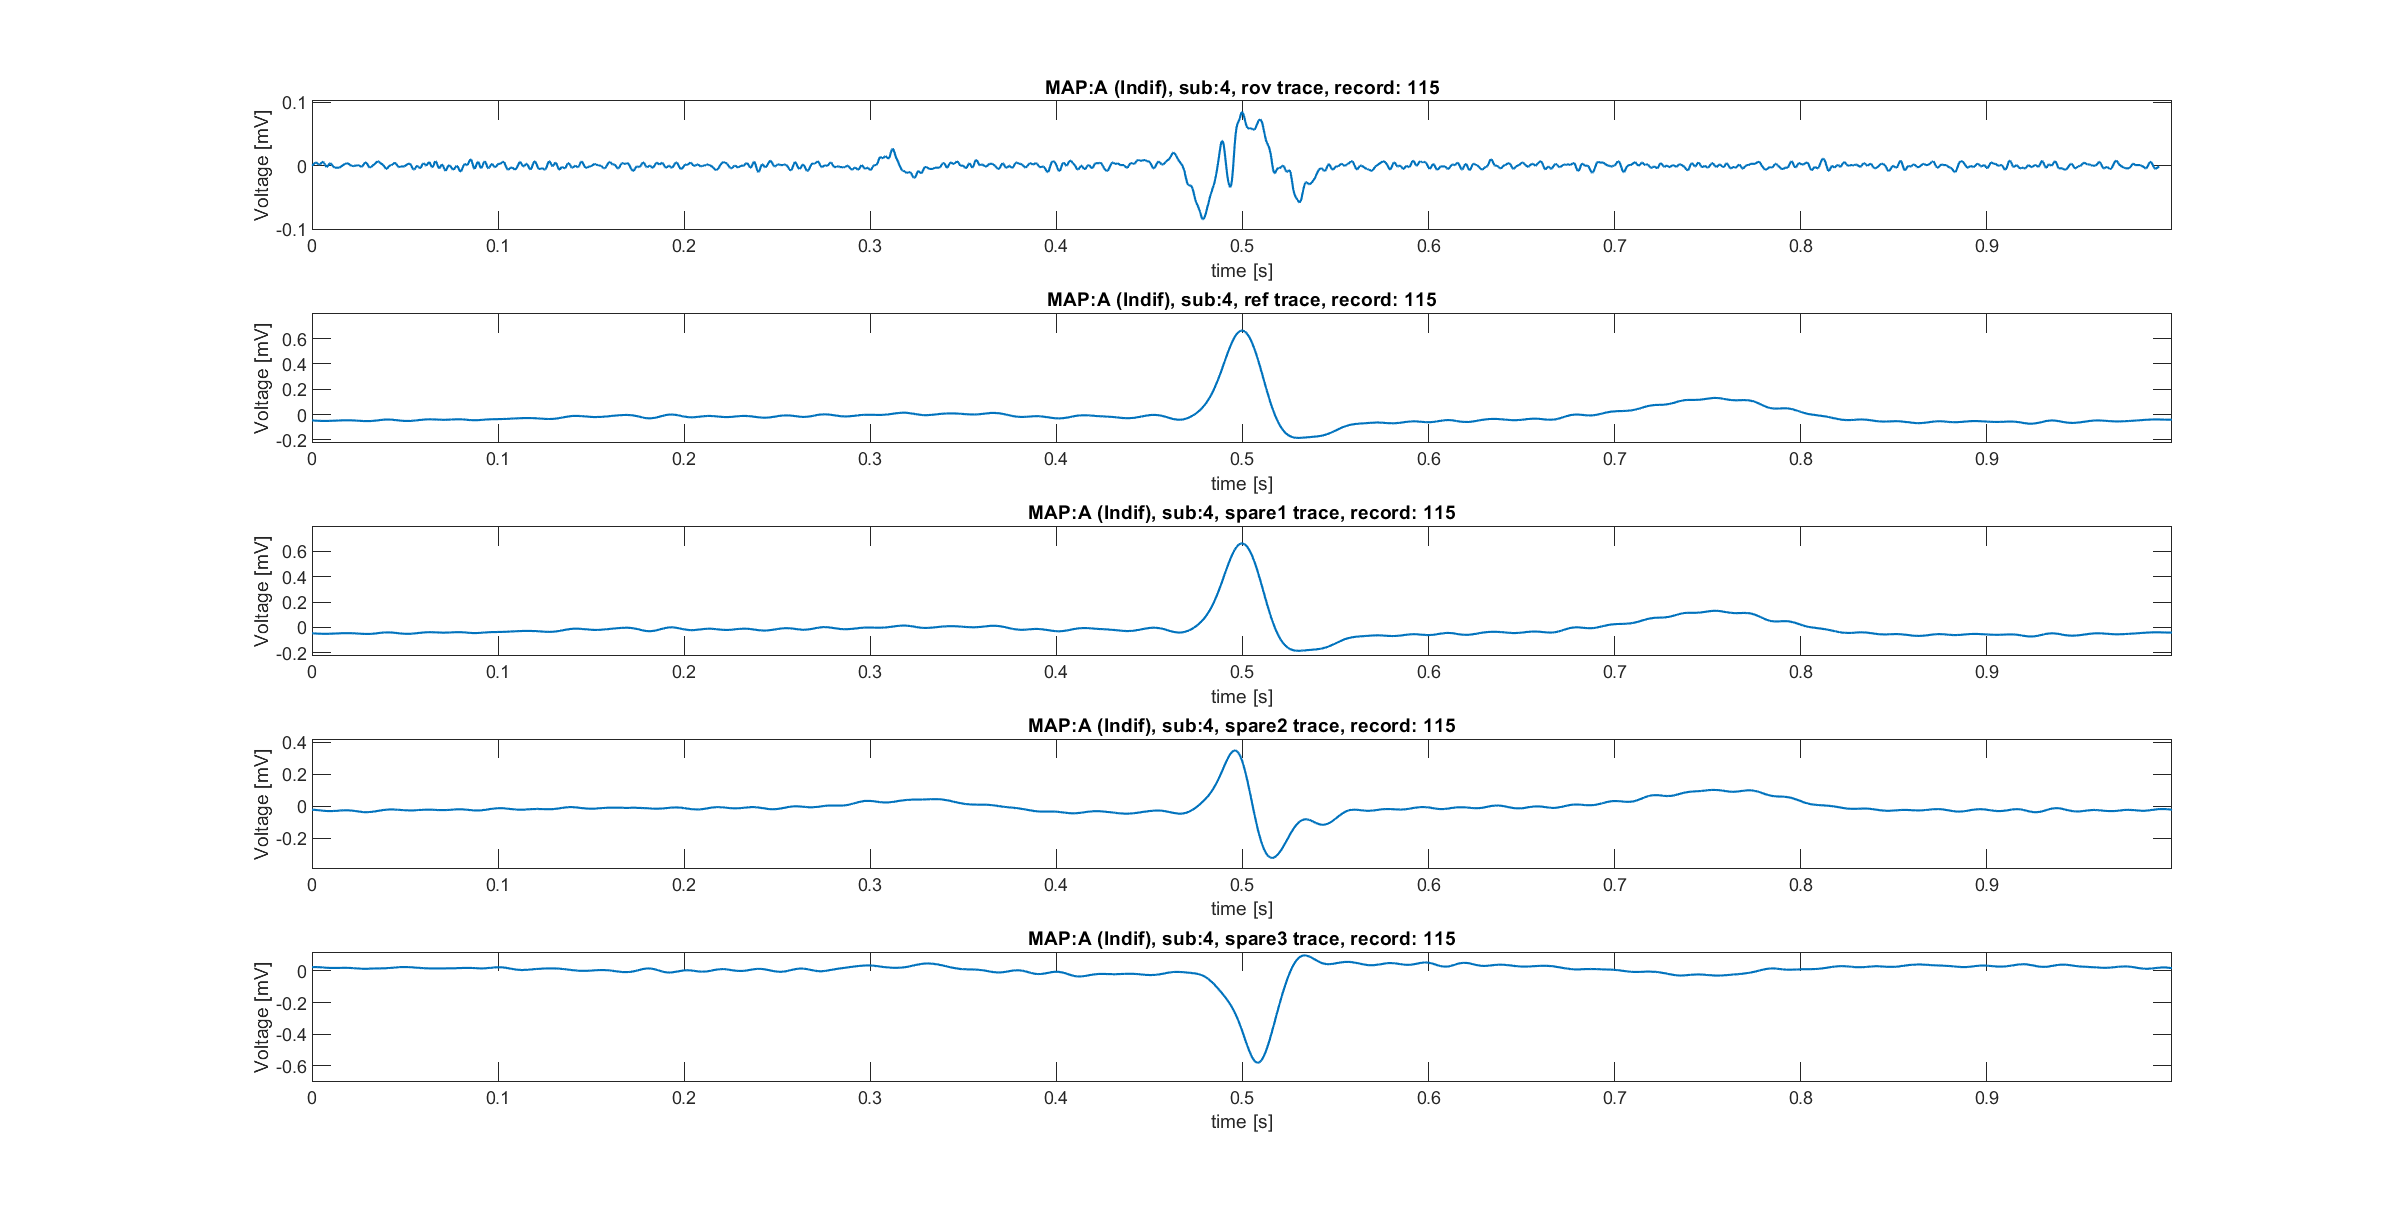 MAP:A (Indif), sub:4, rov trace, record: 115
Voltage [mV]
0.1
0
-0.1
0 0.1 0.2 0.3 0.4 0.5 0.6 0.7 0.8 0.9
time [s]
MAP:A (Indif), sub:4, ref trace, record: 115
Voltage [mV]
0.6
0.4
0.2
0
-0.2
0 0.1 0.2 0.3 0.4 0.5 0.6 0.7 0.8 0.9
time [s]
MAP:A (Indif), sub:4, spare1 trace, record: 115
Voltage [mV]
0.6
0.4
0.2
0
-0.2
0 0.1 0.2 0.3 0.4 0.5 0.6 0.7 0.8 0.9
time [s]
MAP:A (Indif), sub:4, spare2 trace, record: 115
Voltage [mV]
0.4
0.2
0
-0.2
0 0.1 0.2 0.3 0.4 0.5 0.6 0.7 0.8 0.9
time [s]
MAP:A (Indif), sub:4, spare3 trace, record: 115
Voltage [mV]
0
-0.2
-0.4
-0.6
0 0.1 0.2 0.3 0.4 0.5 0.6 0.7 0.8 0.9
time [s]